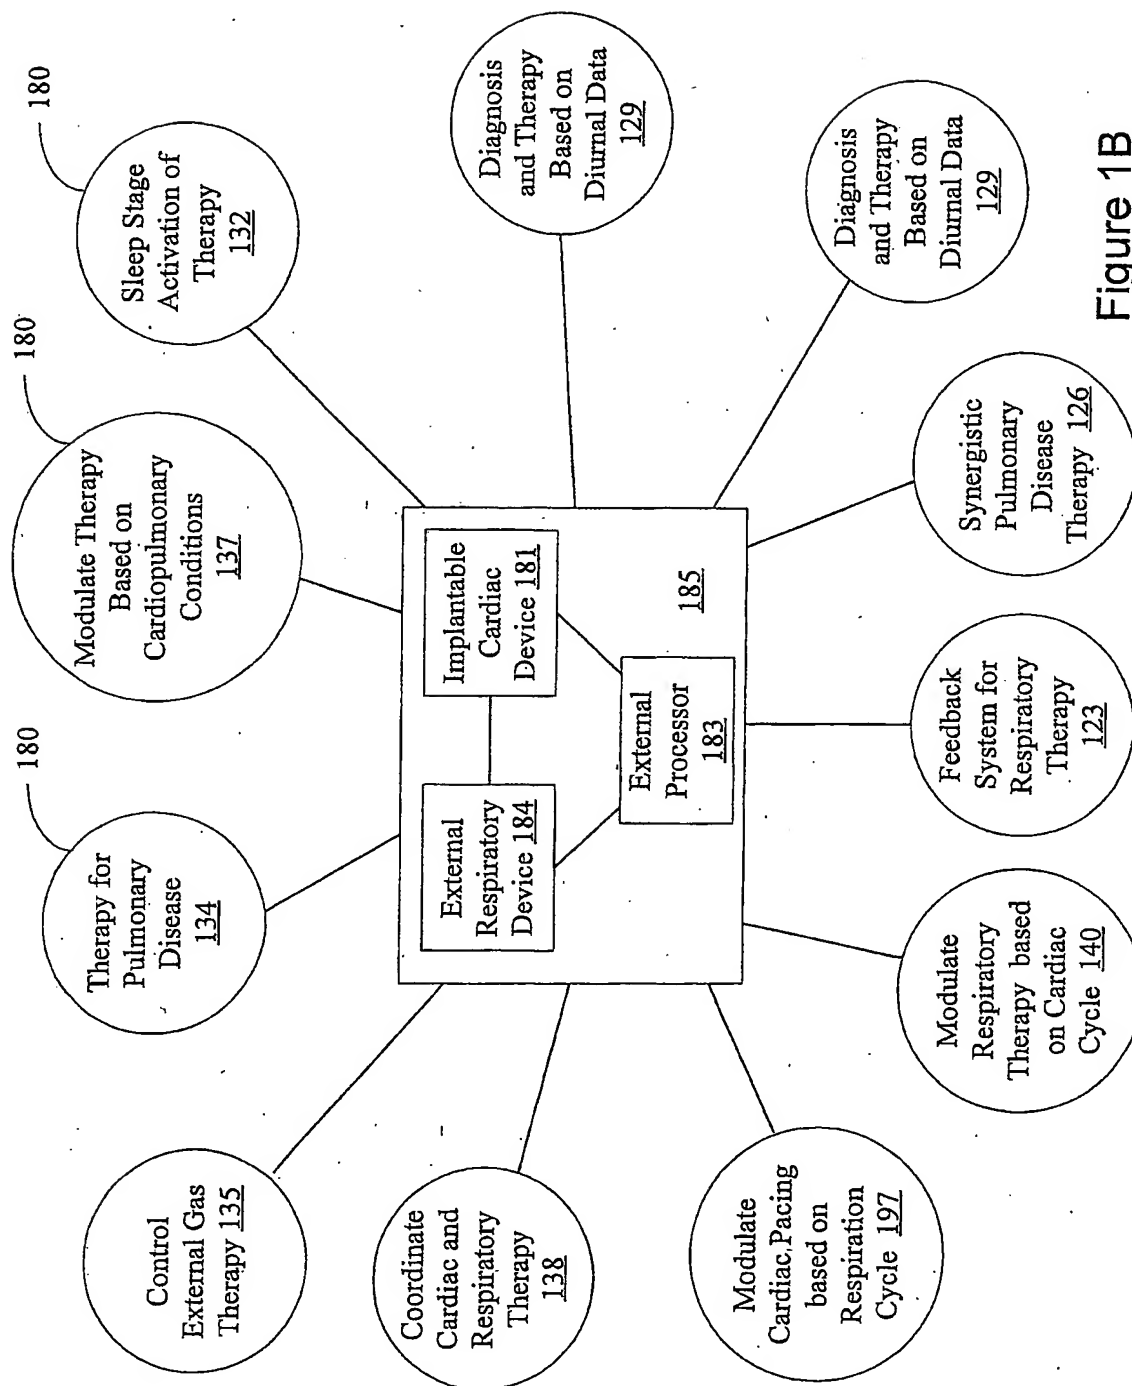 180
180
180
Therapy for
Pulmonary
Disease
134
Modulate Therapy
Based on
Cardiopulmonary
Conditions
137
Sleep Stage
Activation of
Therapy
132
Control
External Gas
Therapy 135
Diagnosis
and Therapy
Based on
Diurnal Data
129
Coordinate
Cardiac and
Respiratory
Therapy
138
External
Respiratory
Device 184
Implantable
Cardiac
Device 181
External
Processor
183
185
Diagnosis
and Therapy
Based on
Diurnal Data
129
Modulate
Cardiac Pacing
based on
Respiration
Cycle 197
Modulate
Respiratory
Therapy based
on Cardiac
Cycle 140
Feedback
System for
Respiratory
Therapy
123
Synergistic
Pulmonary
Disease
Therapy 126
Figure 1B